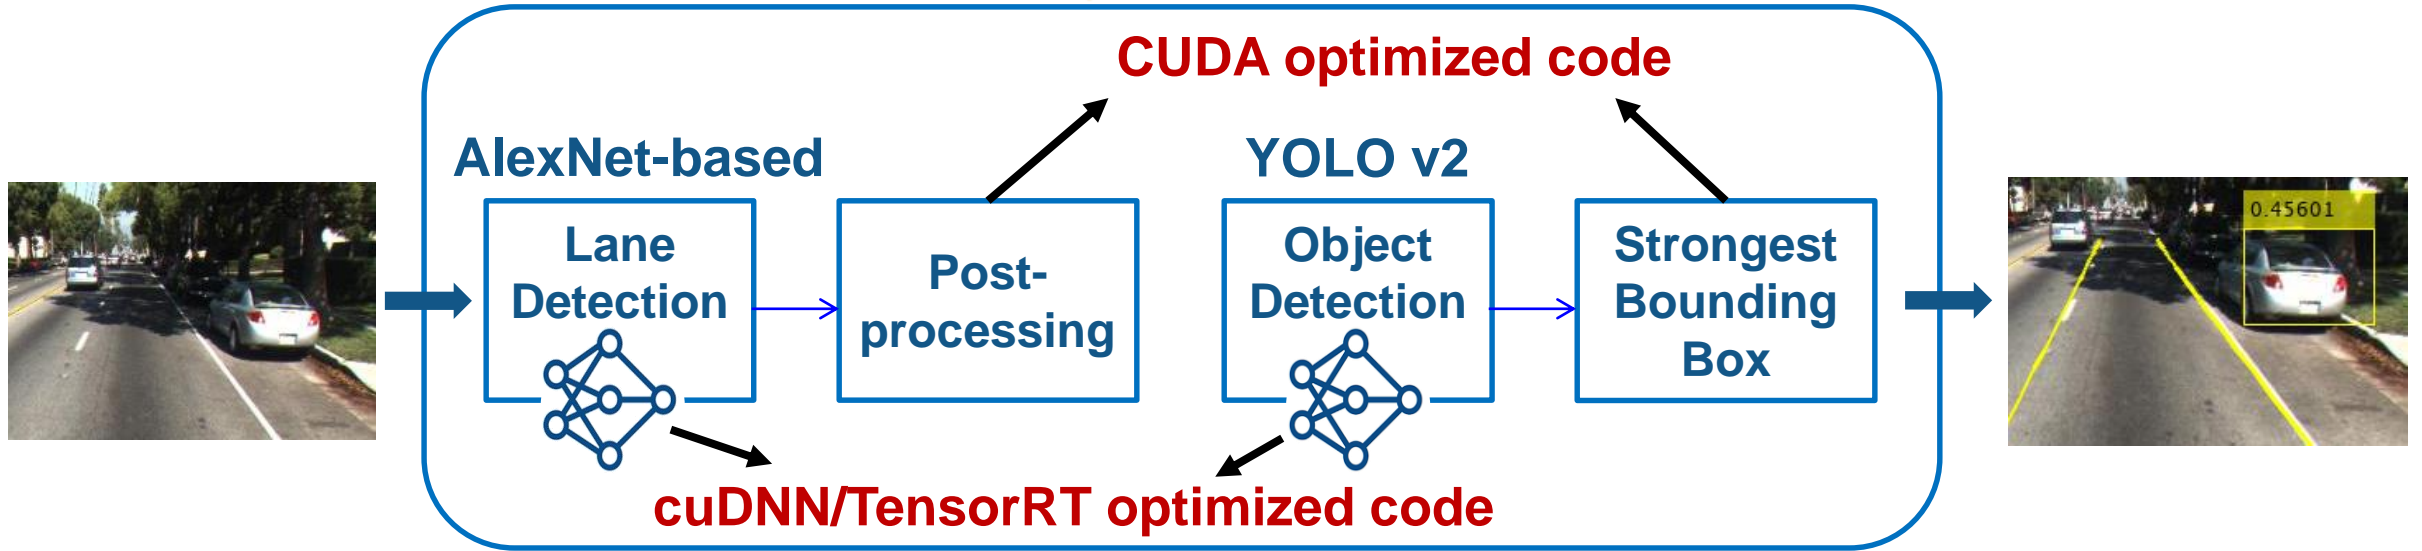 CUDA optimized code
AlexNet-based
YOLO v2
Lane
Detection
Post-
processing
Object
Detection
Strongest
Bounding
Box
0.45601
cuDNN/TensorRT optimized code